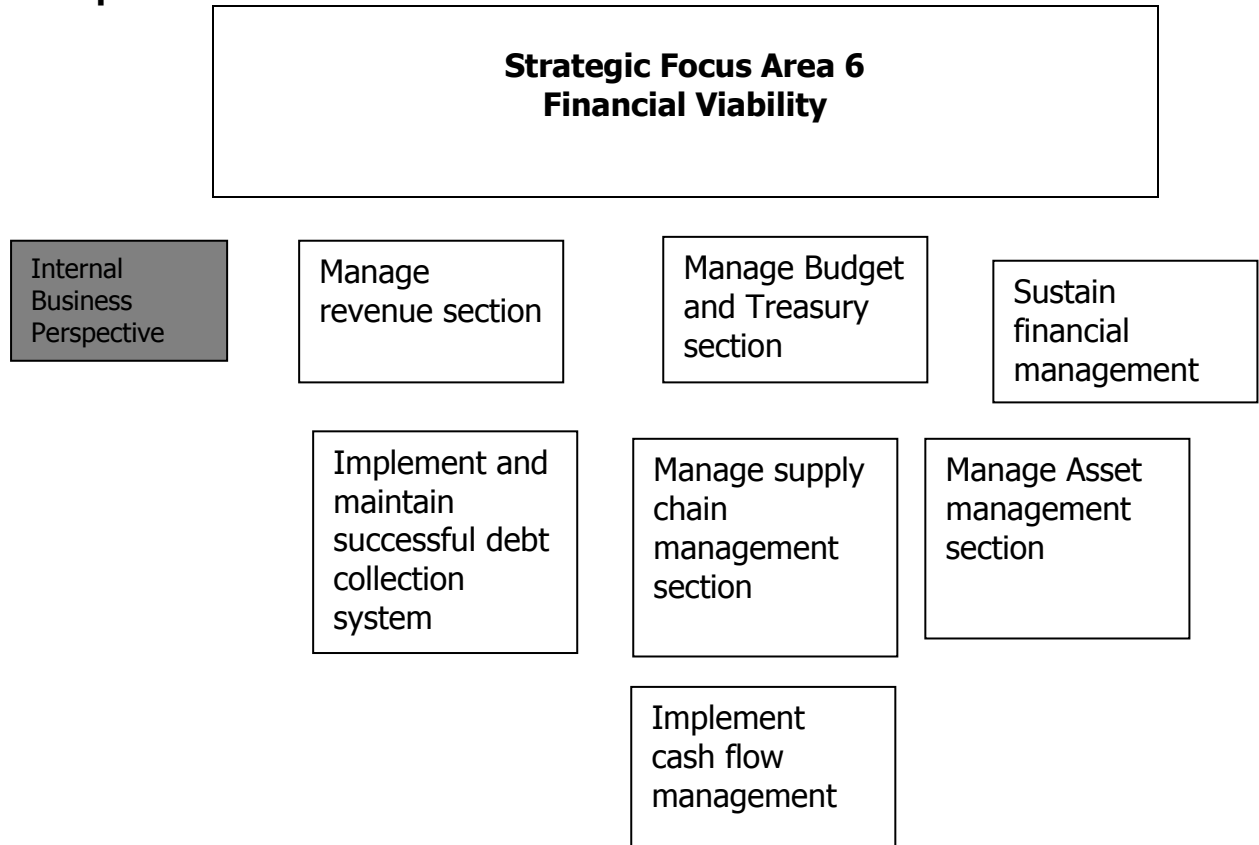 Strategic Focus Area 6
Financial Viability
Internal
Business
Perspective
Manage
revenue section
Manage Budget
and Treasury
section
Sustain
financial
management
Implement and
maintain
successful debt
collection
system
Manage supply
chain
management
section
Manage Asset
management
section
Implement
cash flow
management